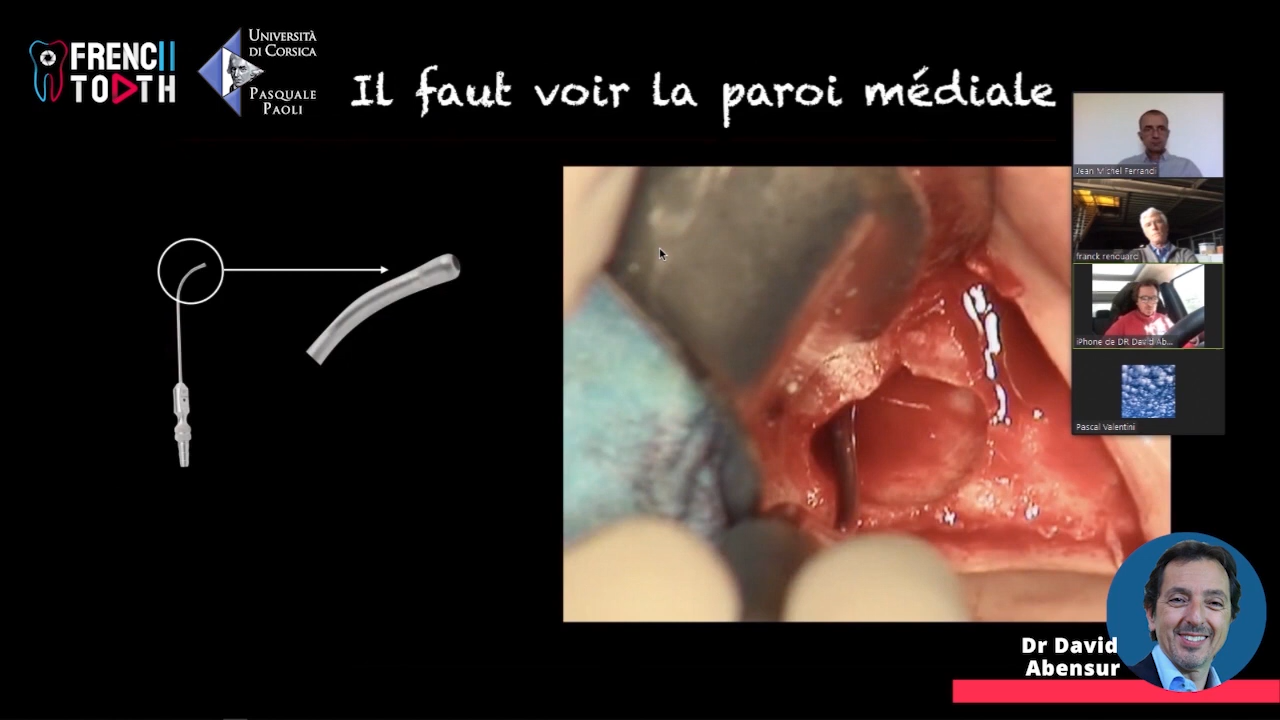 FRENCH
TOOTH
UNIVERSITÀ
DI CORSICA
PASQUALE
PAOLI
Il faut voir la paroi médiale
Jean Michel Ferrandi
franck renouard
iPhone de DR David Ab...
Pascal Valentini
Dr David
Abensur